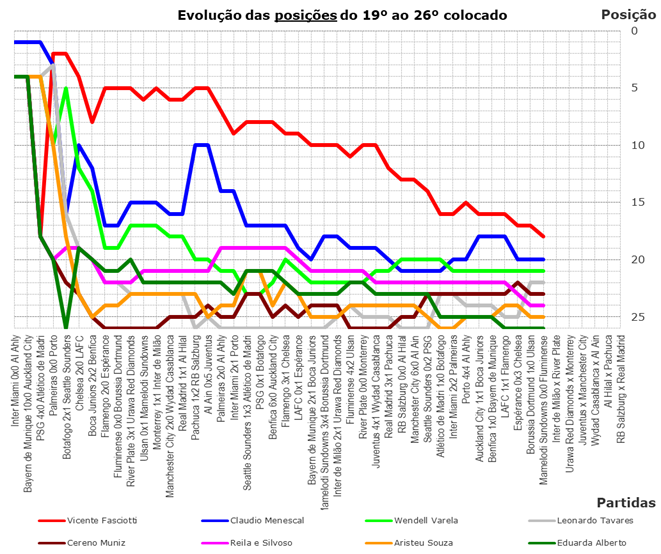 Evolução das posições do 19º ao 26º colocado
Posição
0
5
10
15
20
25
Inter Miami 0x0 Al Ahly
Bayern de Munique 10x0 Auckland City
PSG 4x0 Atlético de Madri
Palmeiras 0x0 Porto
Botafogo 2x1 Seattle Sounders
Chelsea 2x0 LAFC
Boca Juniors 2x2 Benfica
Flamengo 2x0 Espérance
Fluminense 0x0 Borussia Dortmund
River Plate 3x1 Urawa Red Diamonds
Ulsan 0x1 Mamelodi Sundowns
Monterrey 1x1 Inter de Milão
Manchester City 2x0 Wydad Casablanca
Real Madrid 1x1 Al Hilal
Pachuca 1x2 RB Salzburg
Al Ain 0x5 Juventus
Palmeiras 2x0 Al Ahly
Inter Miami 2x1 Porto
Seattle Sounders 1x3 Atlético de Madri
PSG 0x1 Botafogo
Benfica 6x0 Auckland City
Flamengo 3x1 Chelsea
LAFC 0x1 Espérance
Bayern de Munique 2x1 Boca Juniors
Mamelodi Sundowns 3x4 Borussia Dortmund
Inter de Milão 2x1 Urawa Red Diamonds
Fluminense 4x2 Ulsan
River Plate 0x0 Monterrey
Juventus 4x1 Wydad Casablanca
Real Madrid 3x1 Pachuca
RB Salzburg 0x0 Al Hilal
Manchester City 6x0 Al Ain
Seattle Sounders 0x2 PSG
Atlético de Madri 1x0 Botafogo
Inter Miami 2x2 Palmeiras
Porto 4x4 Al Ahly
Auckland City 1x1 Boca Juniors
Benfica 1x0 Bayern de Munique
LAFC 1x1 Flamengo
Espérance 0x3 Chelsea
Borussia Dortmund 1x0 Ulsan
Mamelodi Sundowns 0x0 Fluminense
Inter de Milão x River Plate
Urawa Red Diamonds x Monterrey
Juventus x Manchester City
Wydad Casablanca x Al Ain
Al Hilal x Pachuca
RB Salzburg x Real Madrid
Partidas
Vicente Fasciotti
Claudio Menescal
Wendell Varela
Leonardo Tavares
Cereno Muniz
Reila e Silvoso
Aristeu Souza
Eduarda Alberto